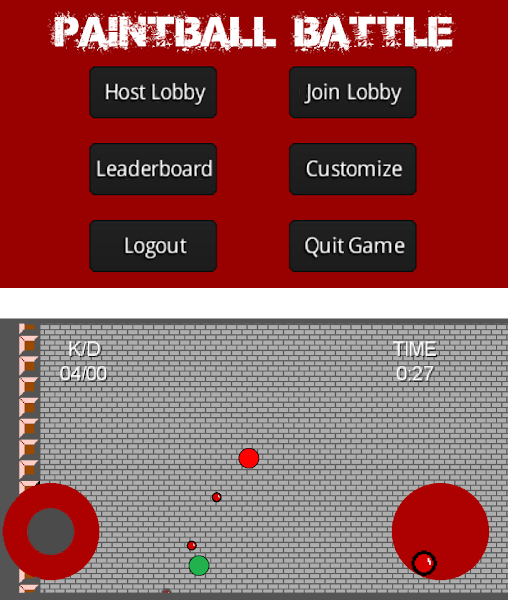 PAINTBALL BATTLE
Host Lobby
Join Lobby
Leaderboard
Customize
Logout
Quit Game
K/D
04/00
TIME
0:27